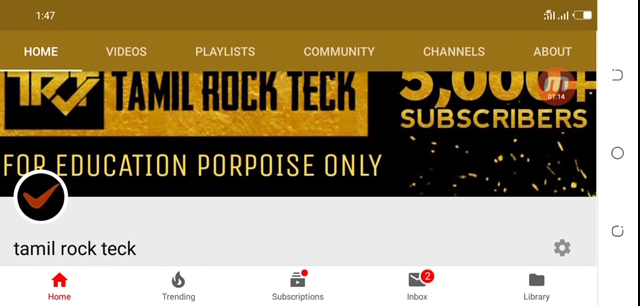 1:47
HOME VIDEOS PLAYLISTS COMMUNITY CHANNELS ABOUT
TRT TAMIL ROCK TECK
5,000+
SUBSCRIBERS
01:14
FOR EDUCATION PORPOISE ONLY
tamil rock teck
2
Home Trending Subscriptions Inbox Library